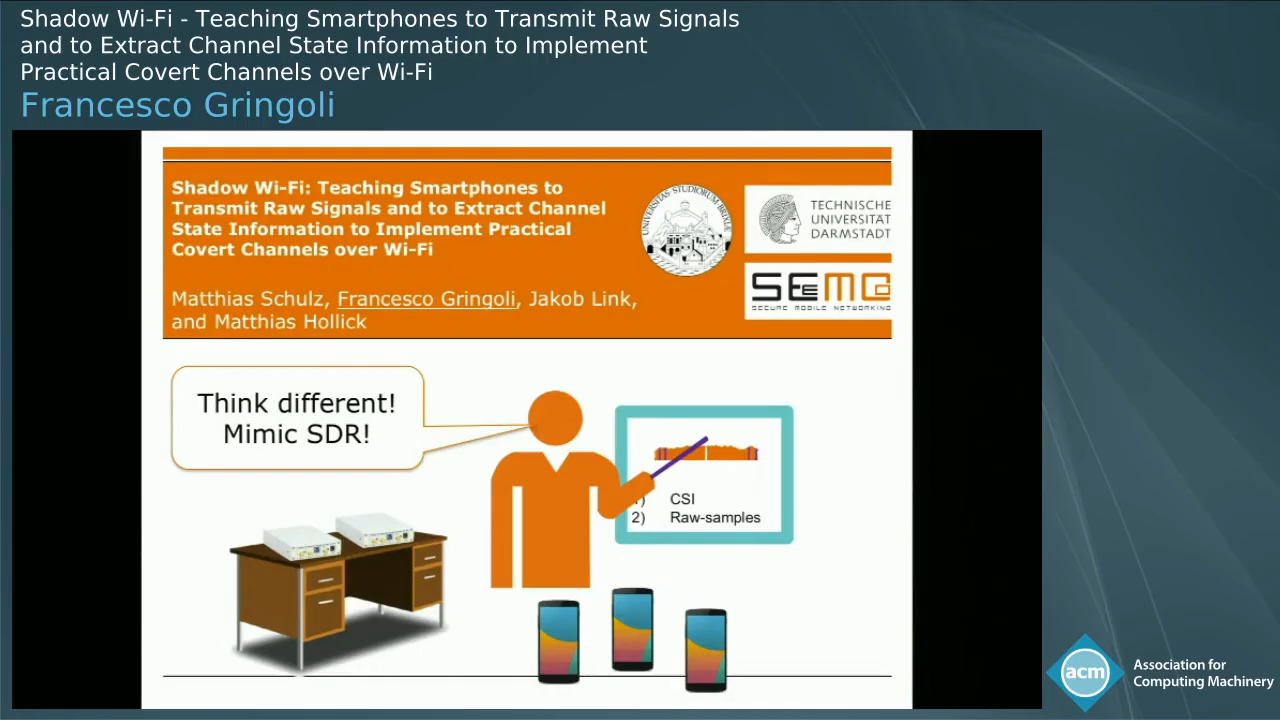 Shadow Wi-Fi - Teaching Smartphones to Transmit Raw Signals
and to Extract Channel State Information to Implement
Practical Covert Channels over Wi-Fi
Francesco Gringoli
Shadow Wi-Fi: Teaching Smartphones to
Transmit Raw Signals and to Extract Channel
State Information to Implement Practical
Covert Channels over Wi-Fi
Matthias Schulz, Francesco Gringoli, Jakob Link,
and Matthias Hollick
TECHNISCHE
UNIVERSITÄT
DARMSTADT
SEEMOO
SECURE MOBILE NETWORKING
Think different!
Mimic SDR!
CSI
2) Raw-samples
acm
Association for
Computing Machinery